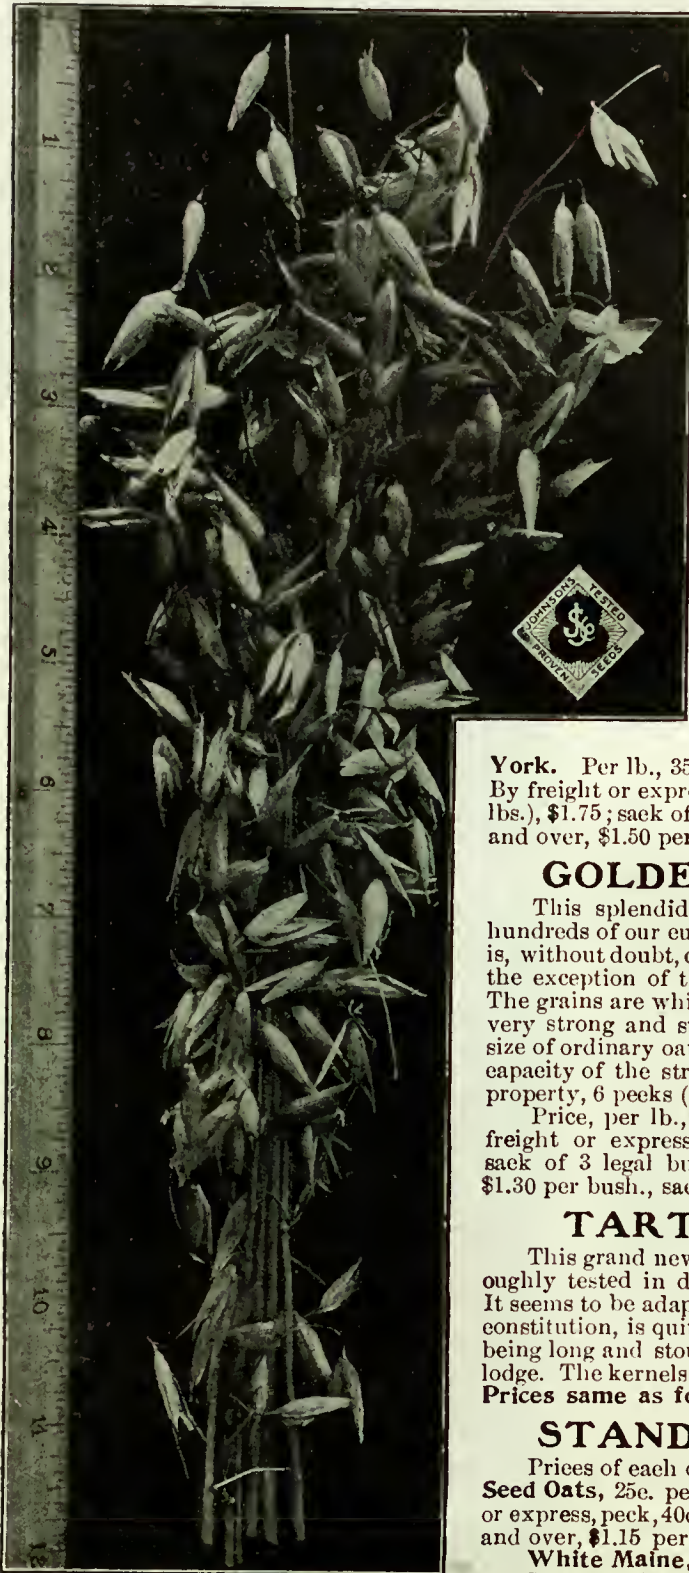 1
2
3
4
5
6
7
8
9
10
11
12
JOHNSON'S TESTED
PROVEN SEEDS
York. Per lb., 35
By freight or expre
lbs.), $1.75; sack of
and over, $1.50 per
GOLDE
This splendid
hundreds of our cu
is, without doubt, o
the exception of t
The grains are whi
very strong and st
size of ordinary oat
capacity of the str
property, 6 pecks (
Price, per lb.,
freight or express
sack of 3 legal bu
$1.30 per bush., sac
TART
This grand new
oughly tested in d
It seems to be adap
constitution, is quit
being long and stou
lodge. The kernels
Prices same as fo
STAND
Prices of each o
Seed Oats, 25c. pe
or express, peck, 40c
and over, $1.15 per
White Maine,